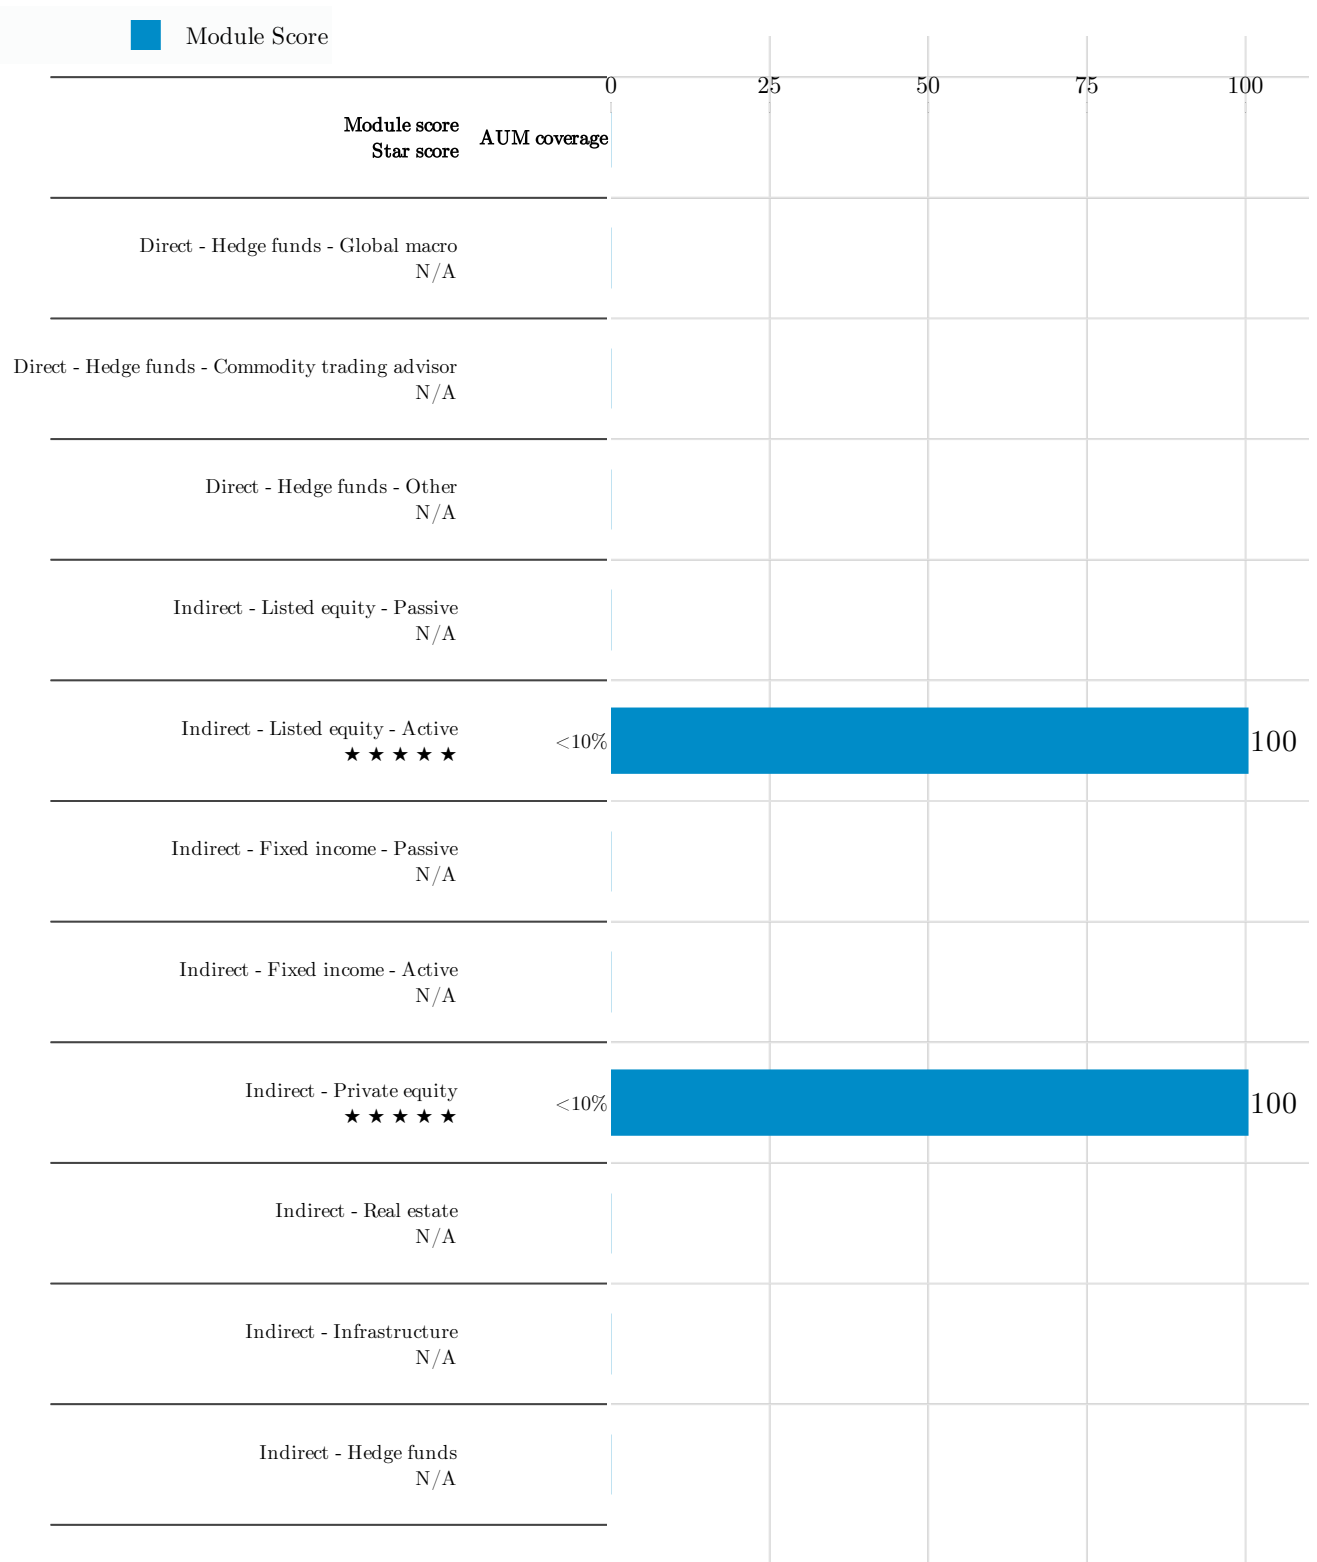 Module Score
0 25 50 75 100
Module score
Star score
AUM coverage
Direct - Hedge funds - Global macro
N/A
Direct - Hedge funds - Commodity trading advisor
N/A
Direct - Hedge funds - Other
N/A
Indirect - Listed equity - Passive
N/A
Indirect - Listed equity - Active
★ ★ ★ ★ ★
<10%
100
Indirect - Fixed income - Passive
N/A
Indirect - Fixed income - Active
N/A
Indirect - Private equity
★ ★ ★ ★ ★
<10%
100
Indirect - Real estate
N/A
Indirect - Infrastructure
N/A
Indirect - Hedge funds
N/A